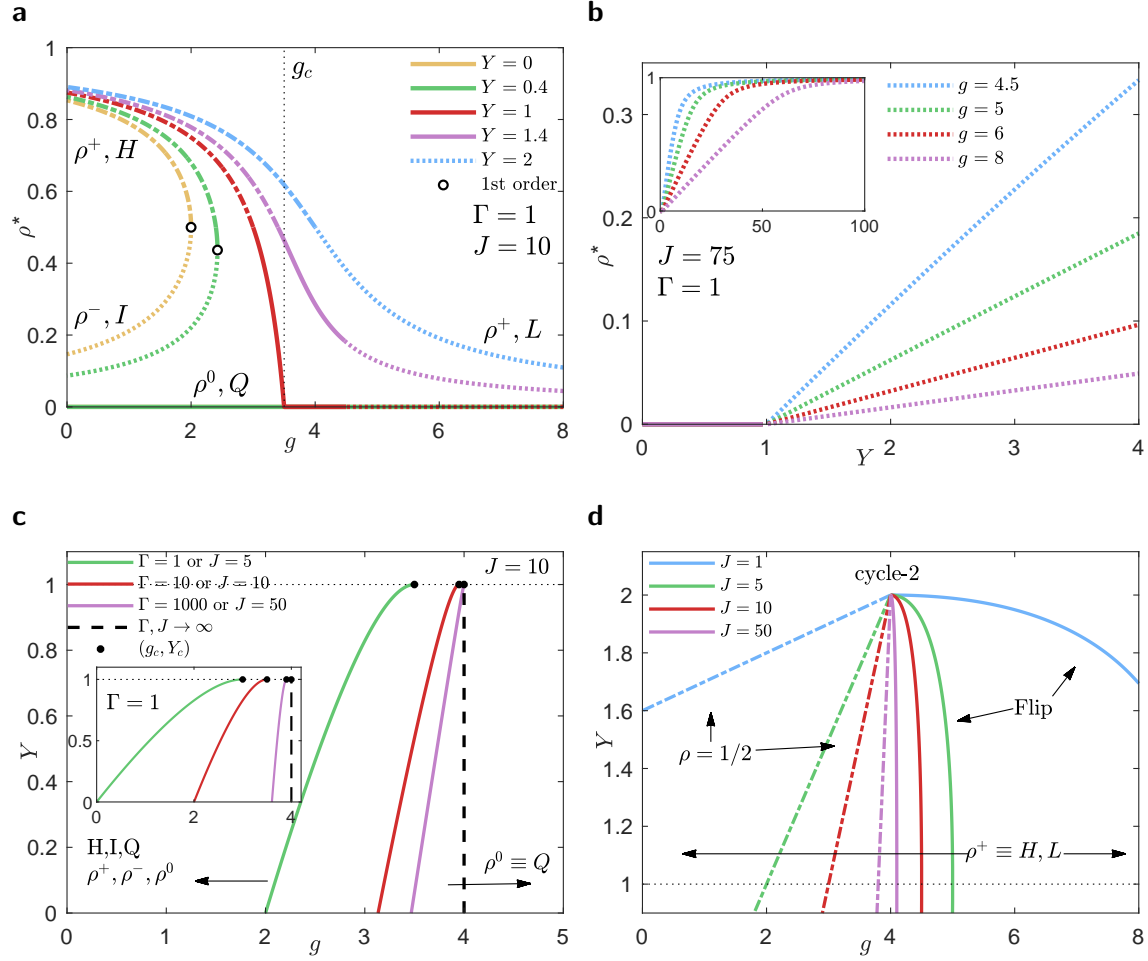 a
1
0.8
0.6
0.4
0.2
0
ρ*
0
2
4
6
8
g
g_c
Y = 0
Y = 0.4
Y = 1
Y = 1.4
Y = 2
1st order
Γ = 1
J = 10
ρ⁺, H
ρ⁻, I
ρ⁰, Q
ρ⁺, L
b
0.3
0.2
0.1
0
ρ*
0
1
2
3
4
Y
1
0
0
50
100
g = 4.5
g = 5
g = 6
g = 8
J = 75
Γ = 1
c
1
0.8
0.6
0.4
0.2
0
Y
0
1
2
3
4
5
g
Γ = 1 or J = 5
Γ = 10 or J = 10
Γ = 1000 or J = 50
Γ, J → ∞
(g_c, Y_c)
J = 10
1
0.5
0
0
2
4
Γ = 1
H,I,Q
ρ⁺, ρ⁻, ρ⁰
ρ⁰ ≡ Q
d
2
1.8
1.6
1.4
1.2
1
Y
0
2
4
6
8
g
J = 1
J = 5
J = 10
J = 50
cycle-2
Flip
ρ = 1/2
ρ⁺ ≡ H, L